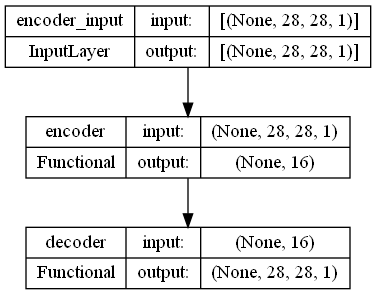 encoder_input input: [(None, 28, 28, 1)]
InputLayer output: [(None, 28, 28, 1)]
encoder input: (None, 28, 28, 1)
Functional output: (None, 16)
decoder input: (None, 16)
Functional output: (None, 28, 28, 1)